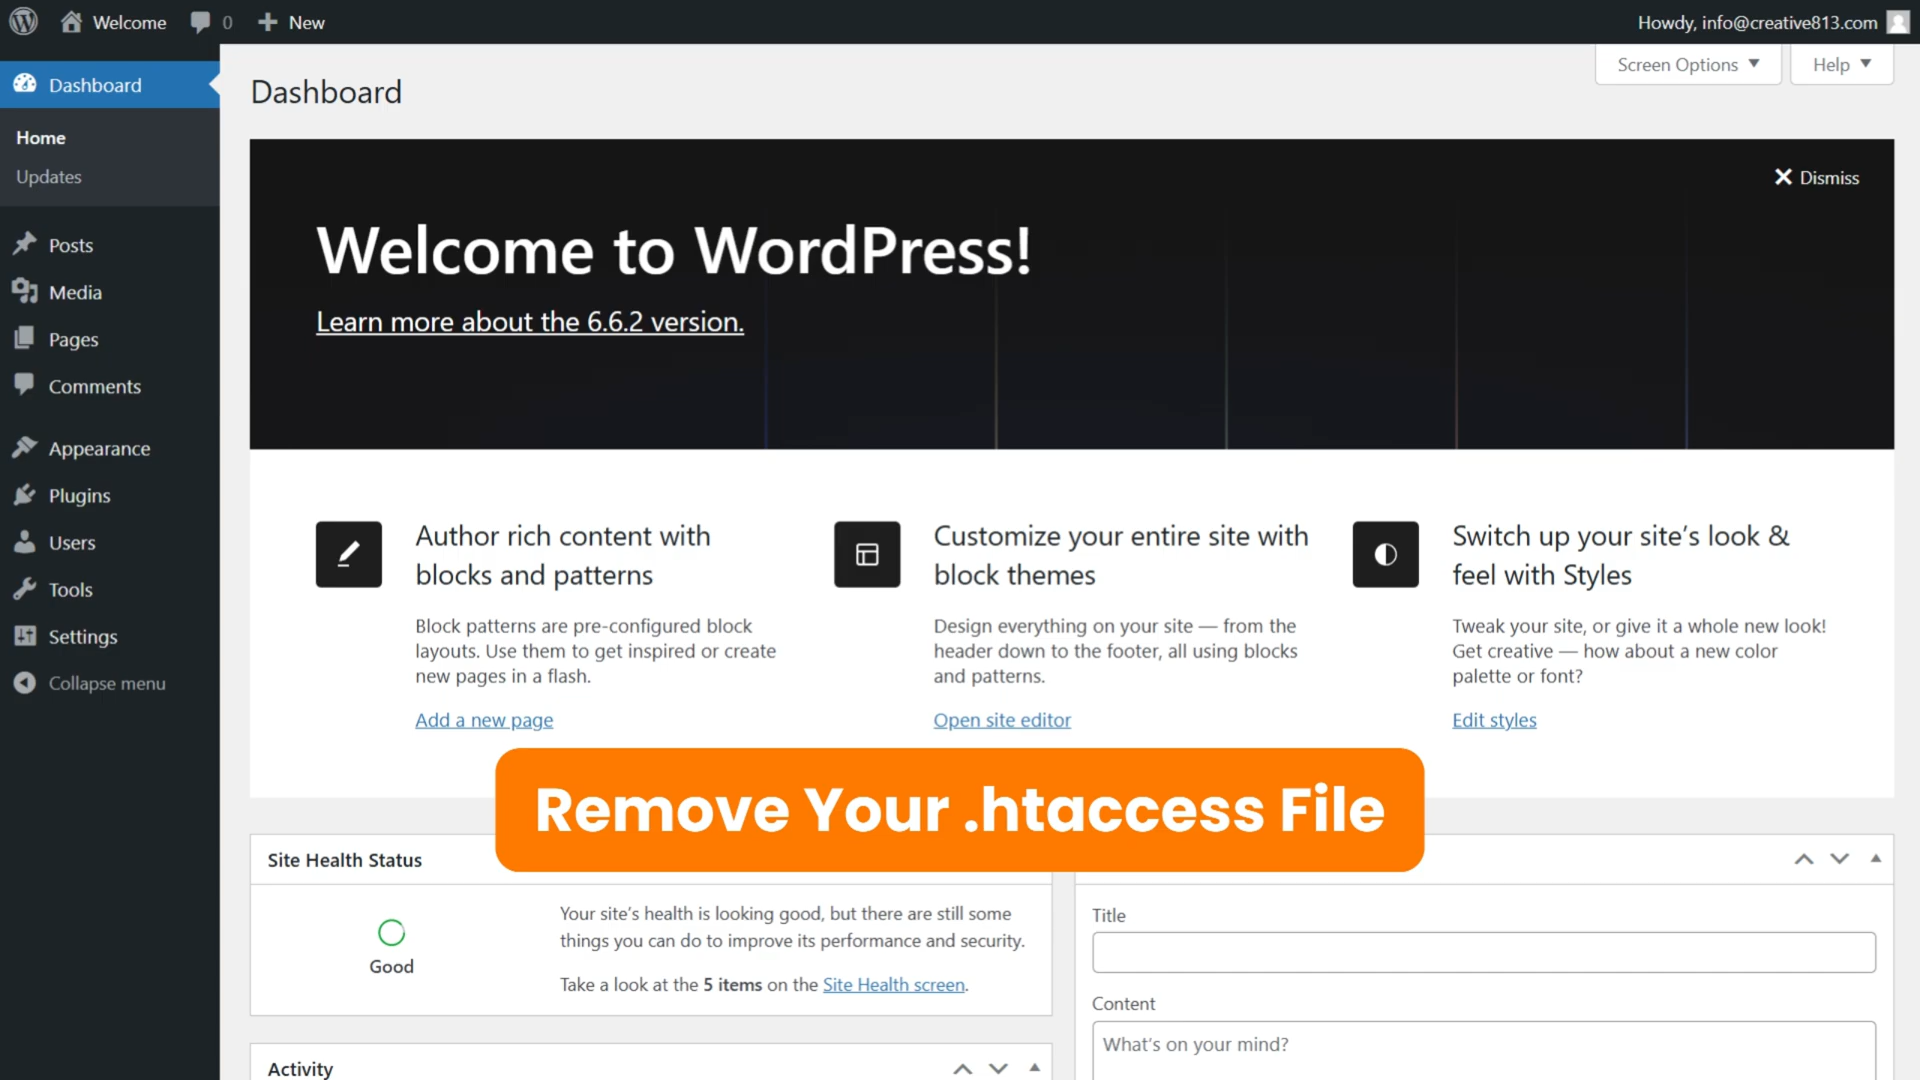 Welcome
0
New
Howdy, info@creative813.com
Dashboard
Home
Updates
Posts
Media
Pages
Comments
Appearance
Plugins
Users
Tools
Settings
Collapse menu
Dashboard
Screen Options
Help
Dismiss
Welcome to WordPress!
Learn more about the 6.6.2 version.
Author rich content with
blocks and patterns
Block patterns are pre-configured block
layouts. Use them to get inspired or create
new pages in a flash.
Add a new page
Customize your entire site with
block themes
Design everything on your site — from the
header down to the footer, all using blocks
and patterns.
Open site editor
Switch up your site’s look &
feel with Styles
Tweak your site, or give it a whole new look!
Get creative — how about a new color
palette or font?
Edit styles
Remove Your .htaccess File
Site Health Status
Good
Your site’s health is looking good, but there are still some
things you can do to improve its performance and security.
Take a look at the 5 items on the Site Health screen.
Activity
Title
Content
What’s on your mind?